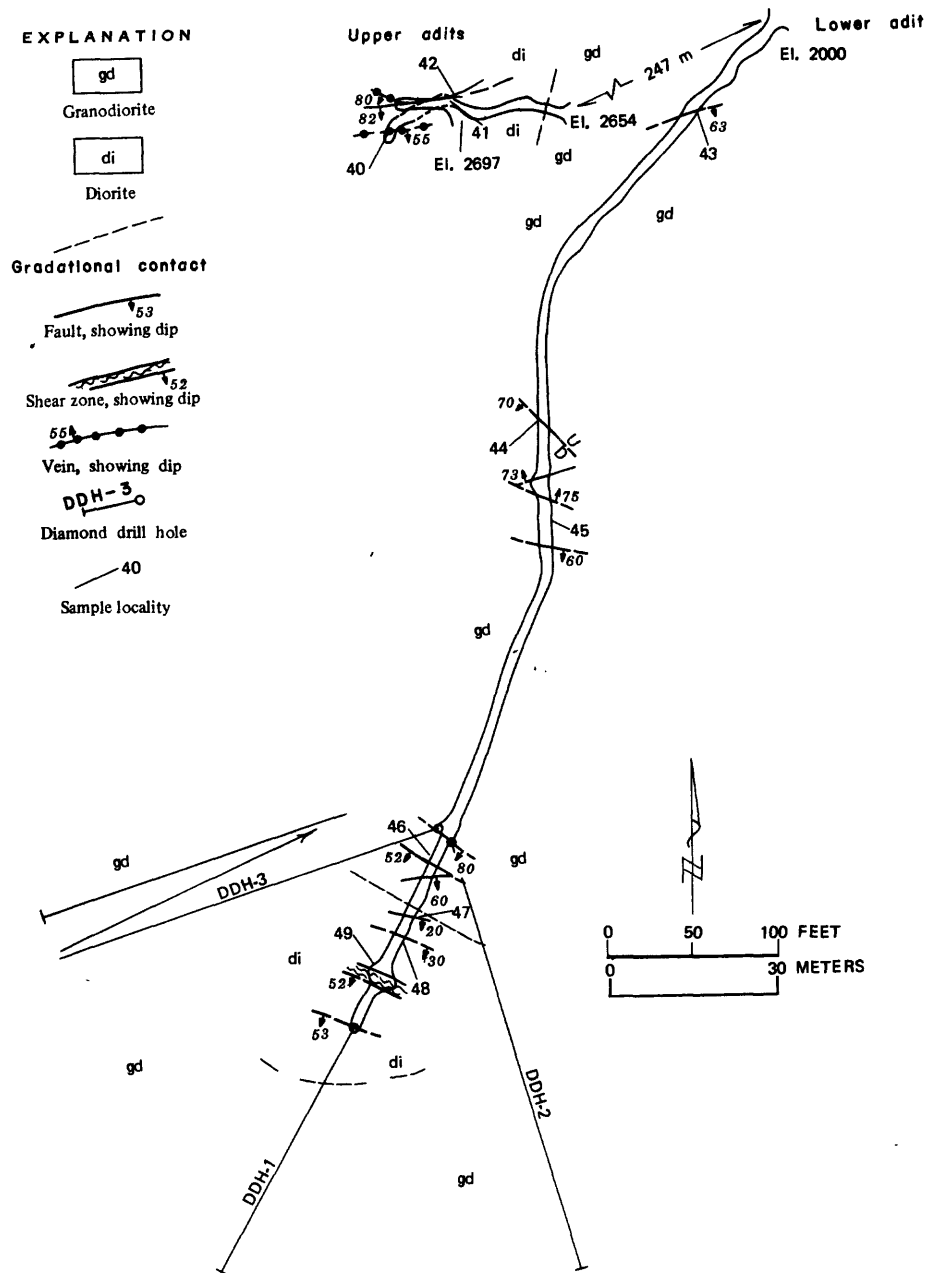 EXPLANATION
gd
Granodiorite
di
Diorite
Gradational contact
53
Fault, showing dip
52
Shear zone, showing dip
55
Vein, showing dip
DDH-3
Diamond drill hole
40
Sample locality
Upper adits
42
di
gd
247 m
Lower adit
El. 2000
80
82
41
di
El. 2654
55
40
El. 2697
gd
63
43
gd
gd
70
44
U
D
73
75
45
60
gd
N
46
52
80
gd
gd
DDH-3
60
47
20
0 50 100 FEET
49
30
di
0 30 METERS
52
48
53
di
gd
DDH-2
DDH-1
gd